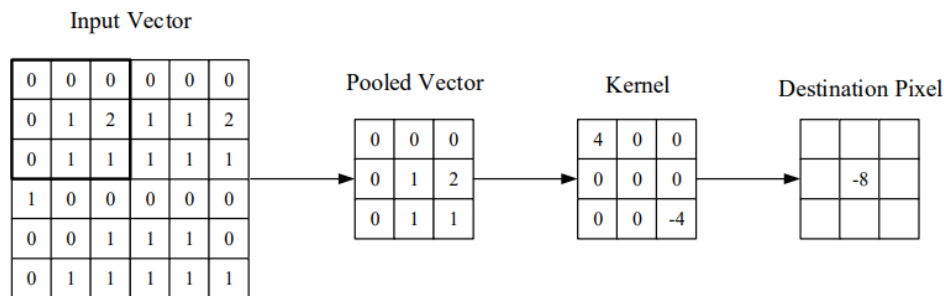 Input Vector
Pooled Vector
Kernel
Destination Pixel
0 0 0 0 0 0
0 1 2 1 1 2
0 1 1 1 1 1
1 0 0 0 0 0
0 0 1 1 1 0
0 1 1 1 1 1
0 0 0
0 1 2
0 1 1
4 0 0
0 0 0
0 0 -4
-8